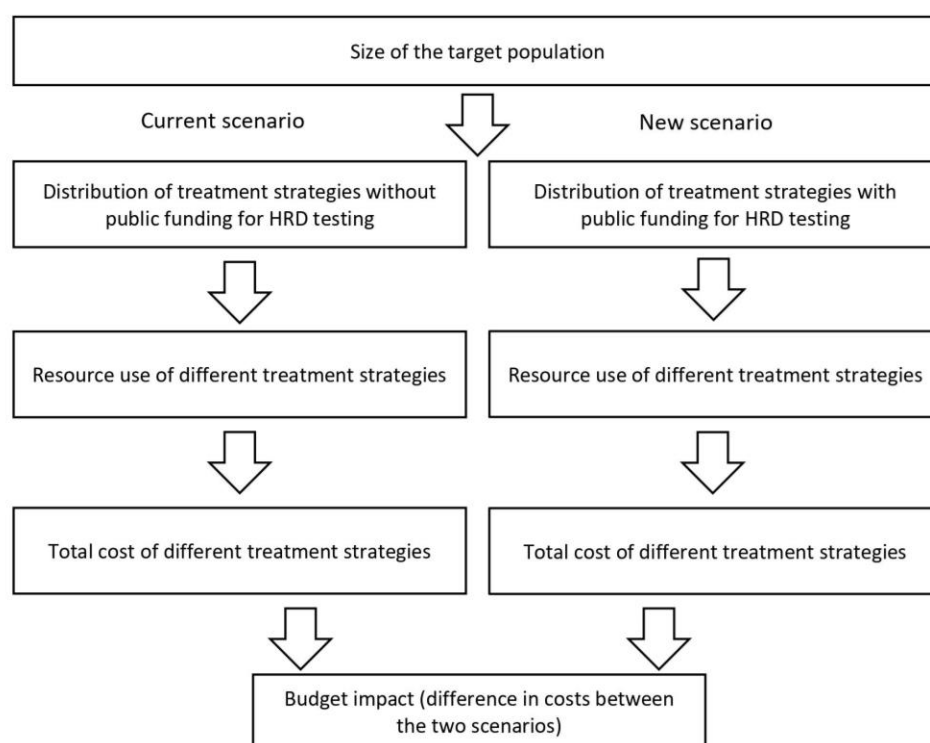 Size of the target population
Current scenario
New scenario
Distribution of treatment strategies without
public funding for HRD testing
Distribution of treatment strategies with
public funding for HRD testing
Resource use of different treatment strategies
Resource use of different treatment strategies
Total cost of different treatment strategies
Total cost of different treatment strategies
Budget impact (difference in costs between
the two scenarios)